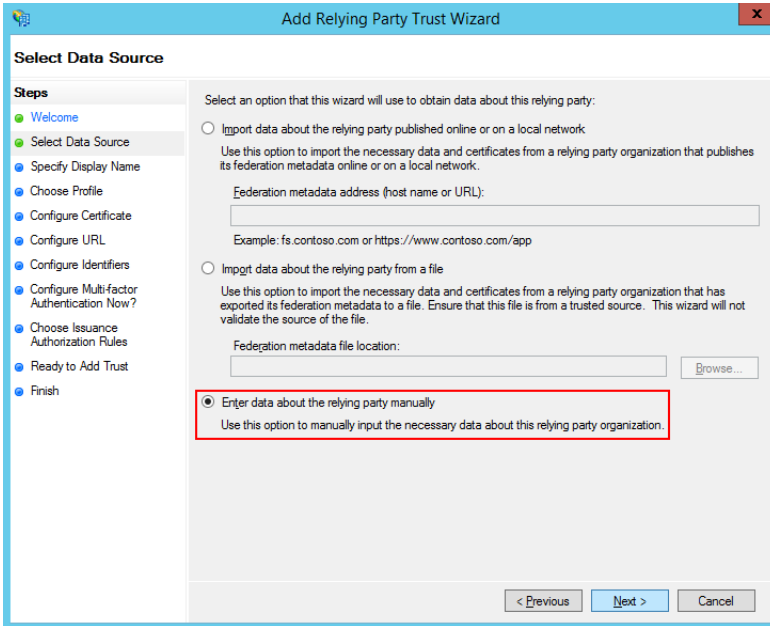 Add Relying Party Trust Wizard
x
Select Data Source
Steps
Welcome
Select Data Source
Specify Display Name
Choose Profile
Configure Certificate
Configure URL
Configure Identifiers
Configure Multi-factor
Authentication Now?
Choose Issuance
Authorization Rules
Ready to Add Trust
Finish
Select an option that this wizard will use to obtain data about this relying party:
Import data about the relying party published online or on a local network
Use this option to import the necessary data and certificates from a relying party organization that publishes
its federation metadata online or on a local network.
Federation metadata address (host name or URL):
Example: fs.contoso.com or https://www.contoso.com/app
Import data about the relying party from a file
Use this option to import the necessary data and certificates from a relying party organization that has
exported its federation metadata to a file. Ensure that this file is from a trusted source. This wizard will not
validate the source of the file.
Federation metadata file location:
Browse...
Enter data about the relying party manually
Use this option to manually input the necessary data about this relying party organization.
< Previous
Next >
Cancel